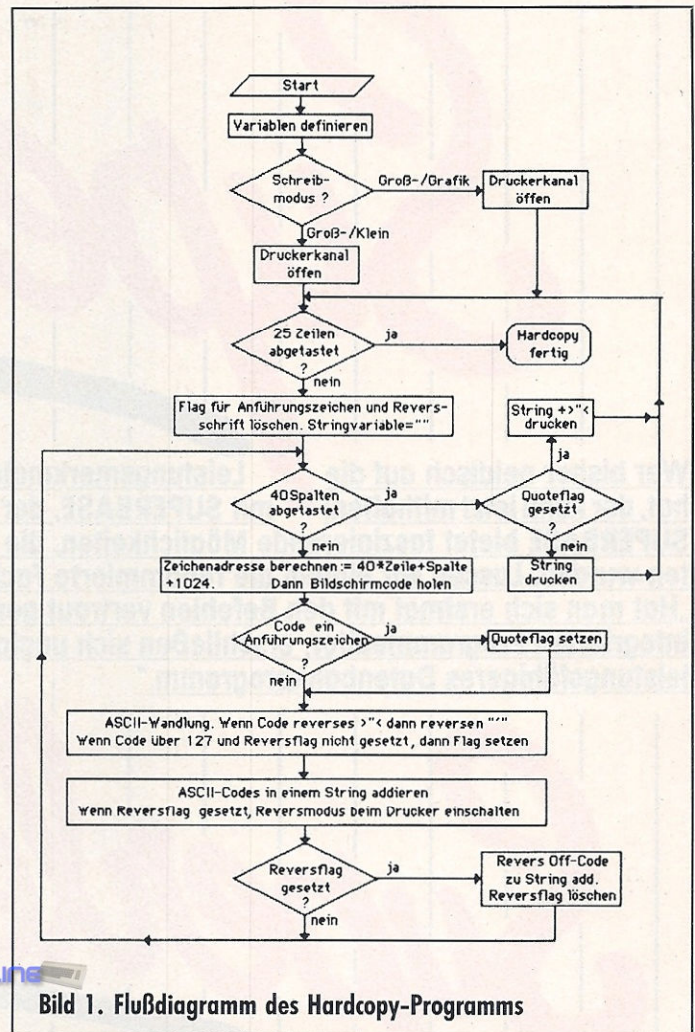 Start
Variablen definieren
Schreib-
modus ?
Groß-/Grafik
Druckerkanal
öffen
Groß-/Klein
Druckerkanal
öffen
25 Zeilen
abgetastet
?
ja
Hardcopy
fertig
nein
Flag für Anführungszeichen und Revers-
schrift löschen. Stringvariable=""
String +>"<
drucken
ja
40Spalten
abgetastet
?
ja
Quoteflag
gesetzt
?
nein
nein
String
drucken
Zeichenadresse berechnen:= 40*Zeile+Spalte
+1024. Dann Bildschirmcode holen
Code ein
Anführungszeichen
?
ja
Quoteflag setzen
nein
ASCII-Wandlung. Wenn Code reverses >"< dann reversen "'"
Wenn Code über 127 und Reversflag nicht gesetzt, dann Flag setzen
ASCII-Codes in einem String addieren
Wenn Reversflag gesetzt, Reversmodus beim Drucker einschalten
Reversflag
gesetzt
?
ja
Revers Off-Code
zu String add.
Reversflag löschen
nein
LINE
Bild 1. Flußdiagramm des Hardcopy-Programms